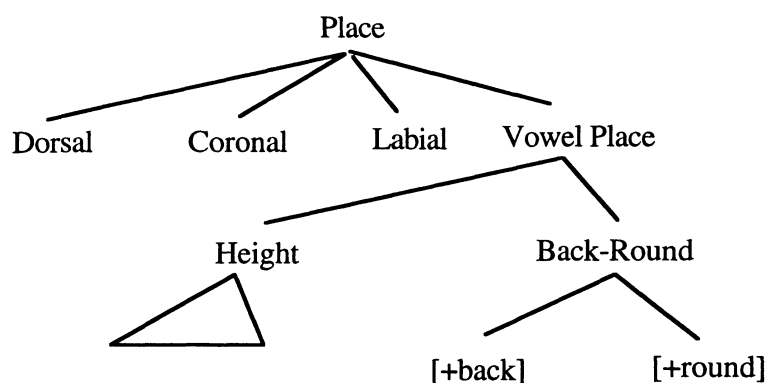 Place
Dorsal Coronal Labial Vowel Place
Height Back-Round
[+back] [+round]